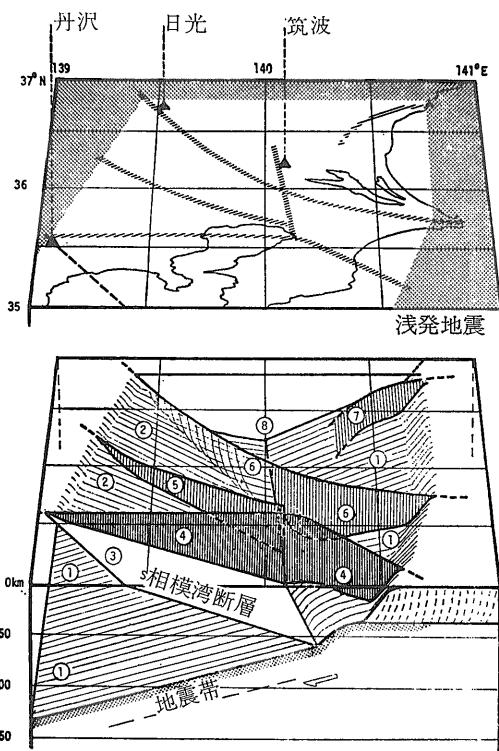 丹沢
日光
筑波
139
140
141°E
37°N
36
35
浅発地震
⑧
⑦
②
⑥
①
②
⑤
⑥
①
④
④
③
①
S相模湾断層
0km
50
00
①
地震帯
50